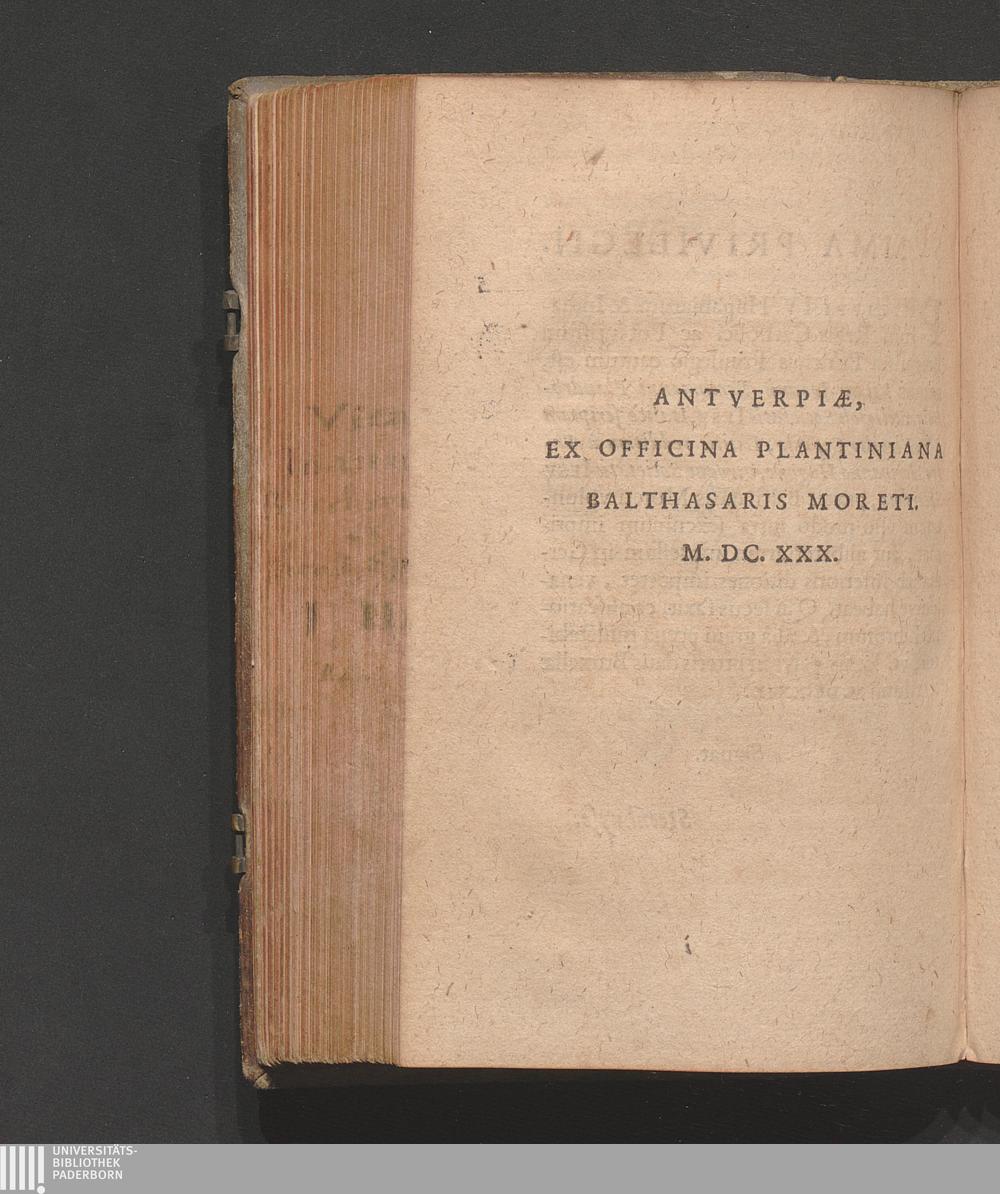 ANTVERPIÆ,
EX OFFICINA PLANTINIANA
BALTHASARIS MORETI.
M. DC. XXX.
UNIVERSITÄTS-
BIBLIOTHEK
PADERBORN